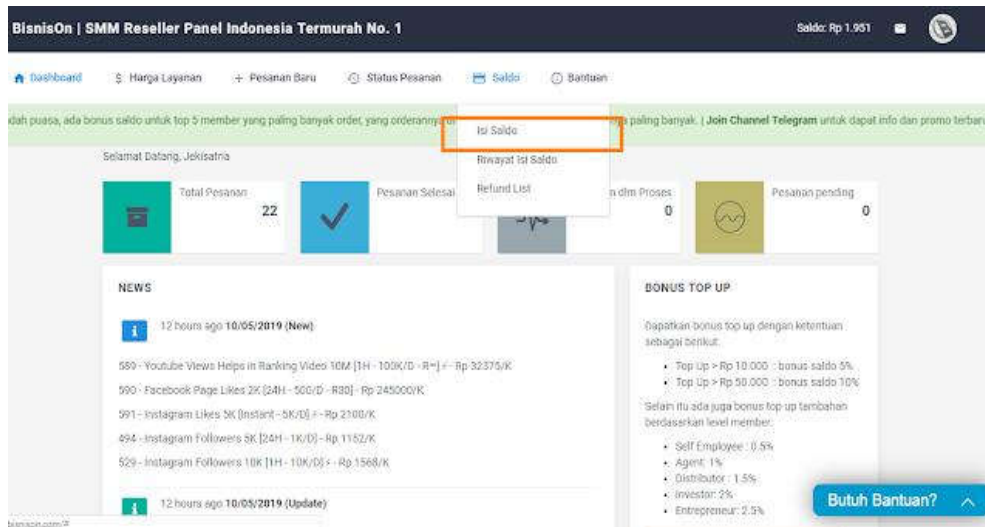 BisnisOn | SMM Reseller Panel Indonesia Termurah No. 1
Saldo: Rp 1.951
Dashboard
$ Harga Layanan
+ Pesanan Baru
Status Pesanan
Saldo
Bantuan
dah puasa, ada bonus saldo untuk top 5 member yang paling banyak order, yang orderannya
paling banyak. | Join Channel Telegram untuk dapat info dan promo terbaru
Isi Saldo
Riwayat Isi Saldo
Refund List
Selamat Datang, Jekisatria
Total Pesanan
22
Pesanan Selesai
n dlm Proses
0
Pesanan pending
0
NEWS
12 hours ago 10/05/2019 (New)
589 - Youtube Views Helps in Ranking Video 10M [1H - 100K/D - R∞] ⚡ - Rp 32375/K
590 - Facebook Page Likes 2K [24H - 500/D - R30] - Rp 245000/K
591 - Instagram Likes 5K [Instant - 5K/D] ⚡ - Rp 2100/K
494 - Instagram Followers 5K [24H - 1K/D] - Rp 1152/K
529 - Instagram Followers 10K [1H - 10K/D] ⚡ - Rp 1568/K
12 hours ago 10/05/2019 (Update)
BONUS TOP UP
Dapatkan bonus top up dengan ketentuan
sebagai berikut:
• Top Up > Rp 10.000 : bonus saldo 5%
• Top Up > Rp 50.000 : bonus saldo 10%
Selain itu ada juga bonus top up tambahan
berdasarkan level member:
• Self Employee : 0.5%
• Agent: 1%
• Distributor : 1.5%
• Investor: 2%
• Entrepreneur: 2.5%
Butuh Bantuan?